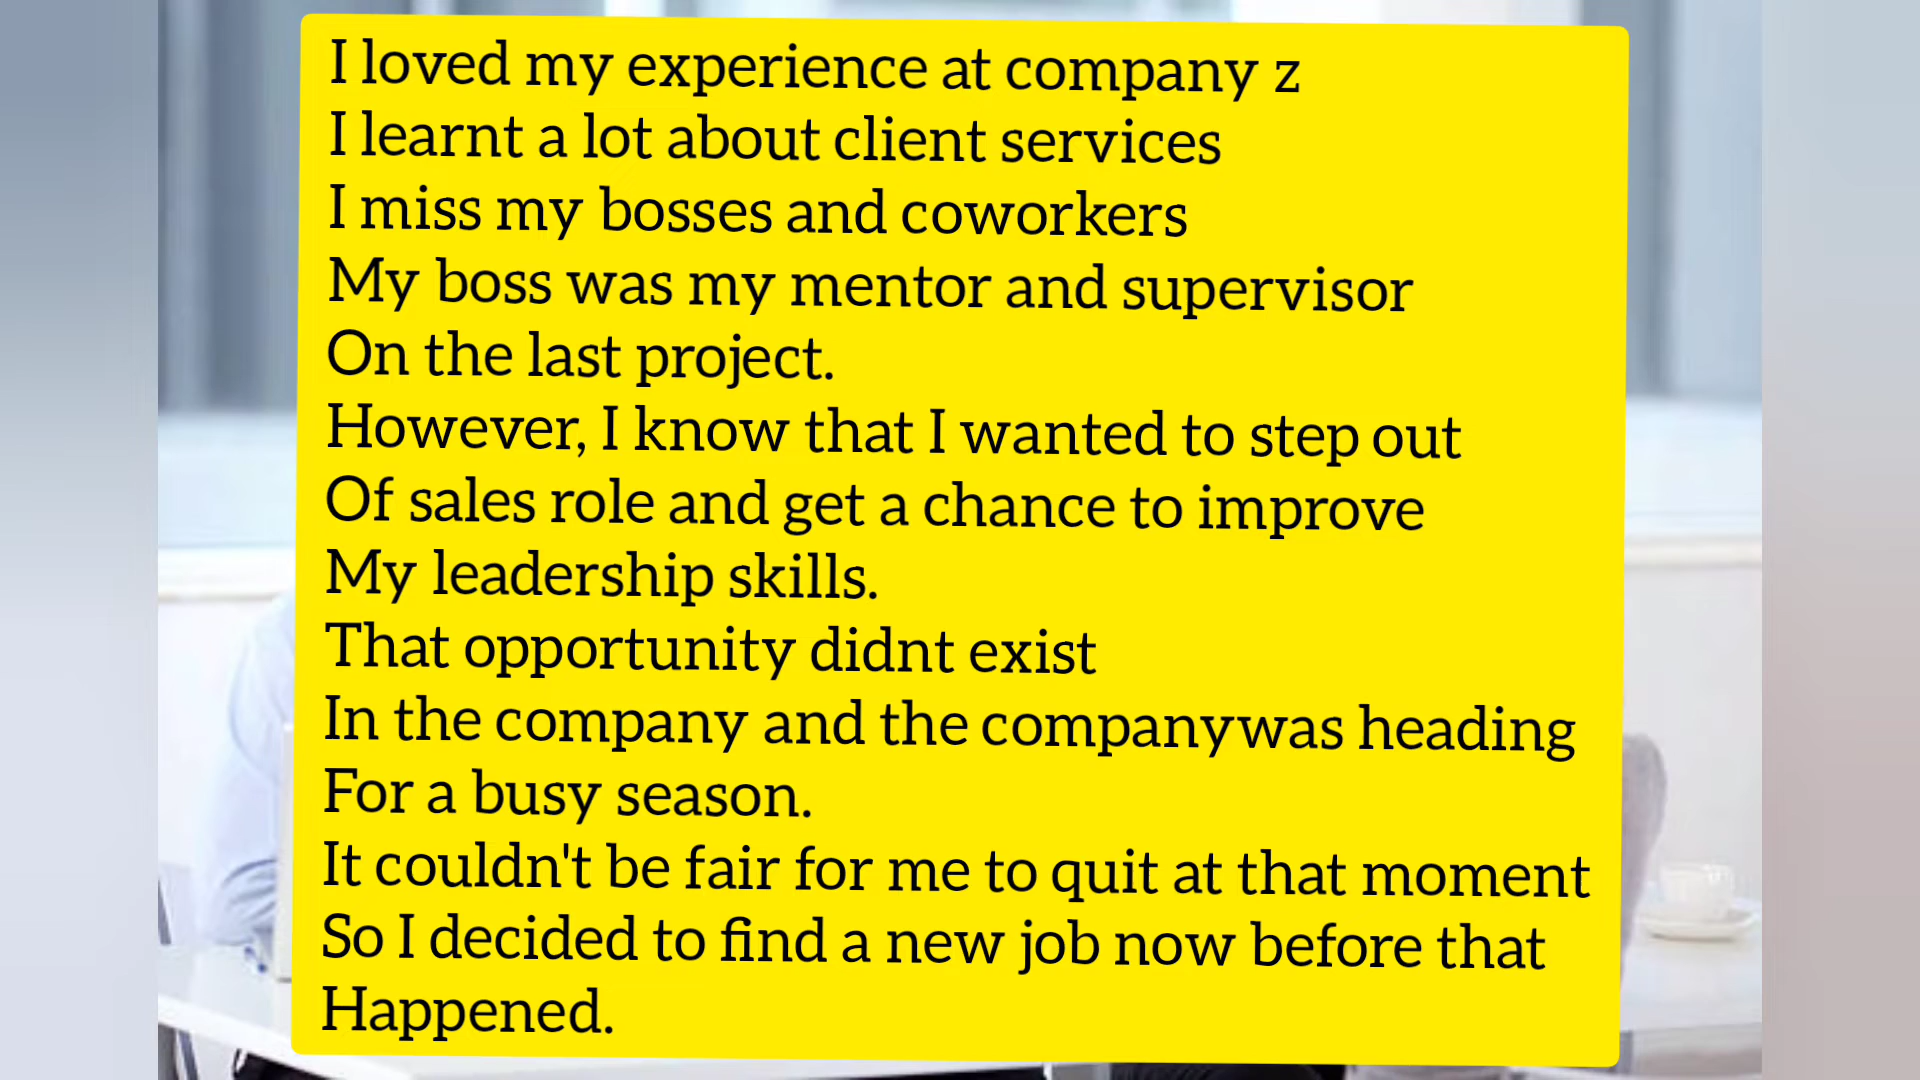 I loved my experience at company z
I learnt a lot about client services
I miss my bosses and coworkers
My boss was my mentor and supervisor
On the last project.
However, I know that I wanted to step out
Of sales role and get a chance to improve
My leadership skills.
That opportunity didnt exist
In the company and the companywas heading
For a busy season.
It couldn't be fair for me to quit at that moment
So I decided to find a new job now before that
Happened.